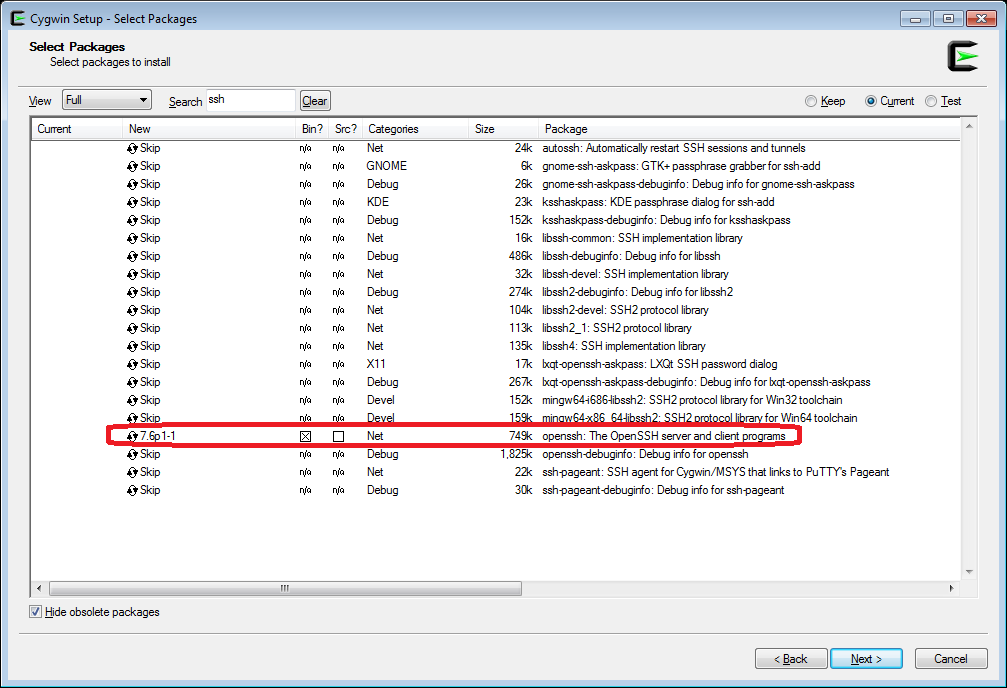 Cygwin Setup - Select Packages
Select Packages
Select packages to install
View Full Search ssh Clear Keep Current Test
Current New Bin? Src? Categories Size Package
Skip n/a n/a Net 24k autossh: Automatically restart SSH sessions and tunnels
Skip n/a n/a GNOME 6k gnome-ssh-askpass: GTK+ passphrase grabber for ssh-add
Skip n/a n/a Debug 26k gnome-ssh-askpass-debuginfo: Debug info for gnome-ssh-askpass
Skip n/a n/a KDE 23k ksshaskpass: KDE passphrase dialog for ssh-add
Skip n/a n/a Debug 152k ksshaskpass-debuginfo: Debug info for ksshaskpass
Skip n/a n/a Net 16k libssh-common: SSH implementation library
Skip n/a n/a Debug 486k libssh-debuginfo: Debug info for libssh
Skip n/a n/a Net 32k libssh-devel: SSH implementation library
Skip n/a n/a Debug 274k libssh2-debuginfo: Debug info for libssh2
Skip n/a n/a Net 104k libssh2-devel: SSH2 protocol library
Skip n/a n/a Net 113k libssh2_1: SSH2 protocol library
Skip n/a n/a Net 135k libssh4: SSH implementation library
Skip n/a n/a X11 17k lxqt-openssh-askpass: LXQt SSH password dialog
Skip n/a n/a Debug 267k lxqt-openssh-askpass-debuginfo: Debug info for lxqt-openssh-askpass
Skip n/a n/a Devel 152k mingw64-i686-libssh2: SSH2 protocol library for Win32 toolchain
Skip n/a n/a Devel 159k mingw64-x86_64-libssh2: SSH2 protocol library for Win64 toolchain
7.6p1-1 Net 749k openssh: The OpenSSH server and client programs
Skip n/a n/a Debug 1,825k openssh-debuginfo: Debug info for openssh
Skip n/a n/a Net 22k ssh-pageant: SSH agent for Cygwin/MSYS that links to PuTTY's Pageant
Skip n/a n/a Debug 30k ssh-pageant-debuginfo: Debug info for ssh-pageant
Hide obsolete packages
< Back Next > Cancel